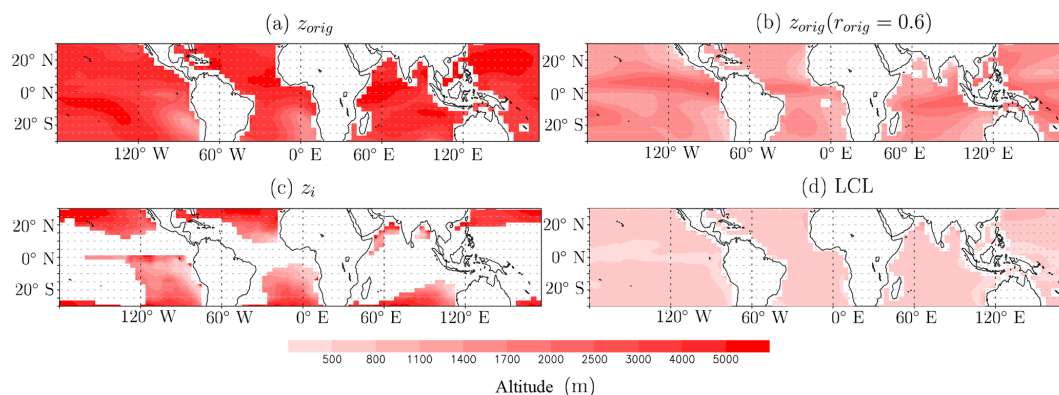 (a) z_orig
(b) z_orig(r_orig = 0.6)
20° N
0° N
20° S
20° N
0° N
20° S
120° W 60° W 0° E 60° E 120° E
120° W 60° W 0° E 60° E 120° E
(c) z_i
(d) LCL
20° N
0° N
20° S
20° N
0° N
20° S
120° W 60° W 0° E 60° E 120° E
120° W 60° W 0° E 60° E 120° E
500 800 1100 1400 1700 2000 2500 3000 4000 5000
Altitude (m)